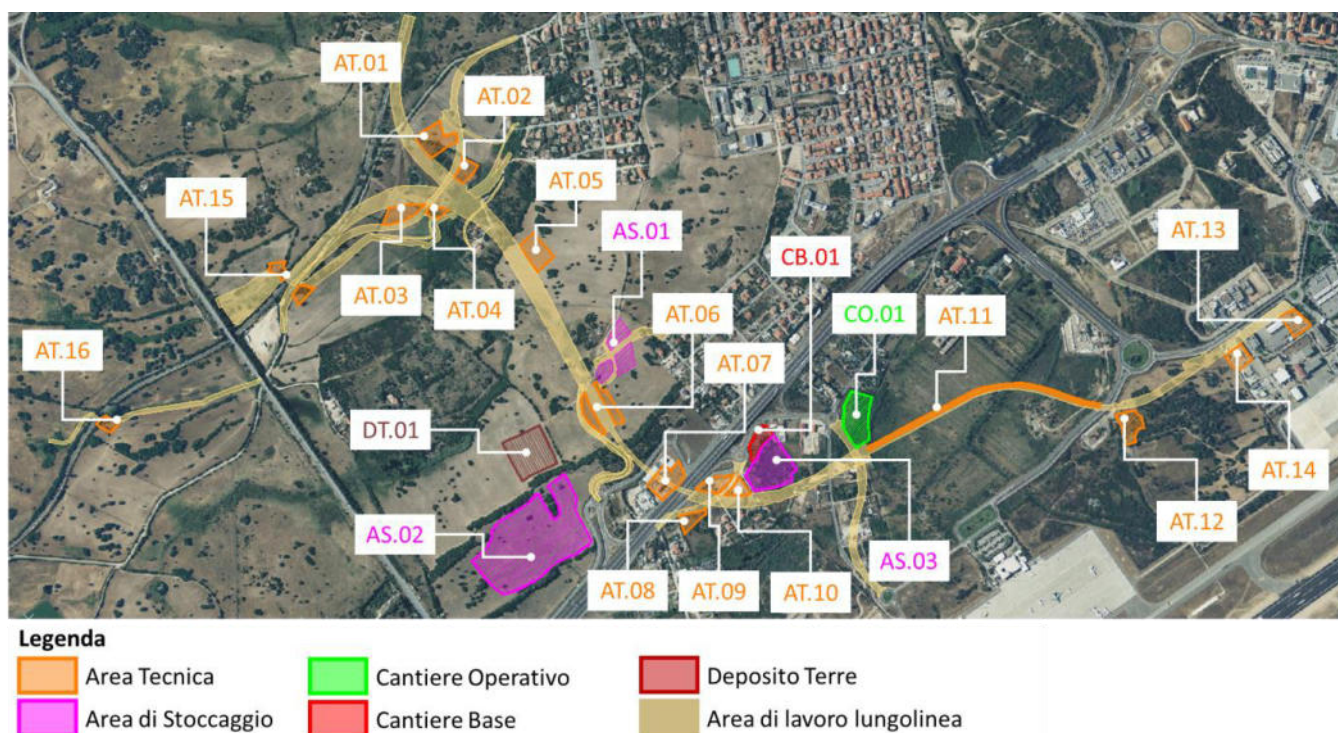 AT.01
AT.02
AT.05
AT.15
AS.01
AT.13
CB.01
AT.03
AT.04
AT.06
CO.01
AT.11
AT.16
AT.07
DT.01
AT.14
AT.12
AS.02
AS.03
AT.08
AT.09
AT.10
Legenda
Area Tecnica
Cantiere Operativo
Deposito Terre
Area di Stoccaggio
Cantiere Base
Area di lavoro lungolinea